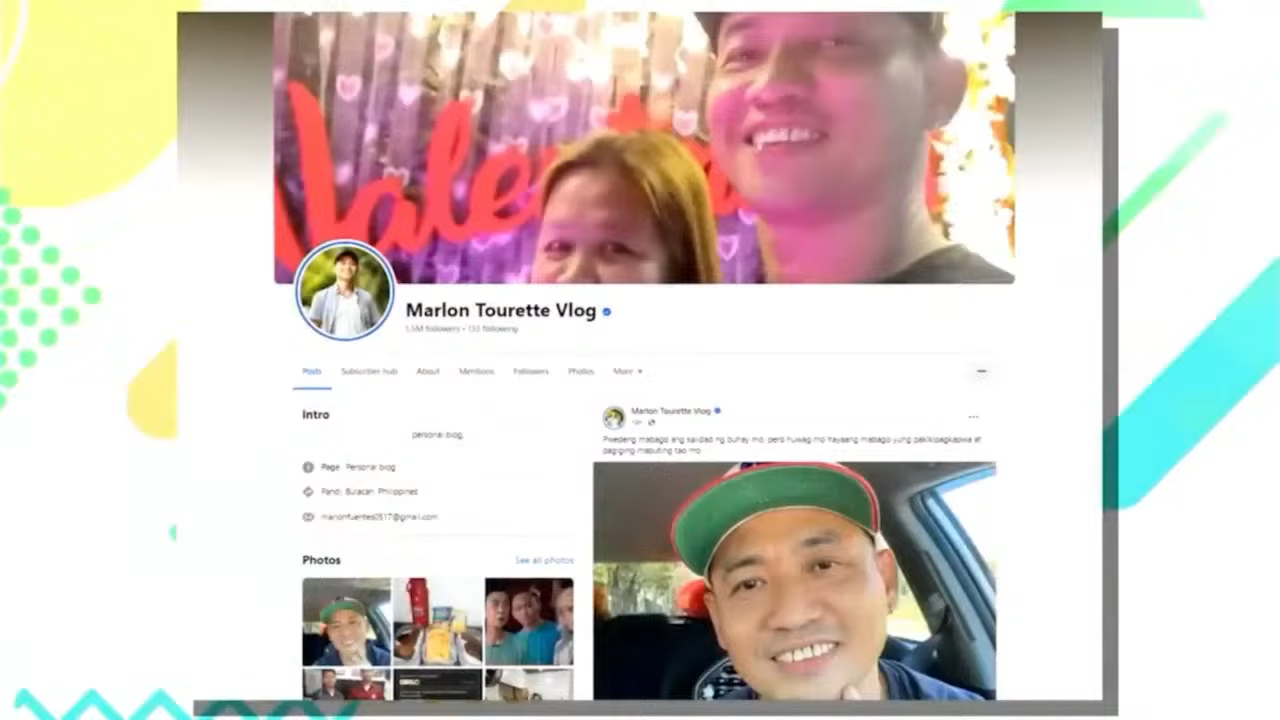 Valen
Marlon Tourette Vlog
1.5M followers • 133 following
Posts
Subscriber hub
About
Mentions
Followers
Photos
More
Intro
personal blog,
Page · Personal blog
Pandi, Bulacan, Philippines
marlonfuentes0517@gmail.com
Photos
See all photos
Marlon Tourette Vlog
Pwedeng mabago ang kalidad ng buhay mo, pero huwag mo hayaang mabago yung pakikipagkapwa at
pagiging mabuting tao mo